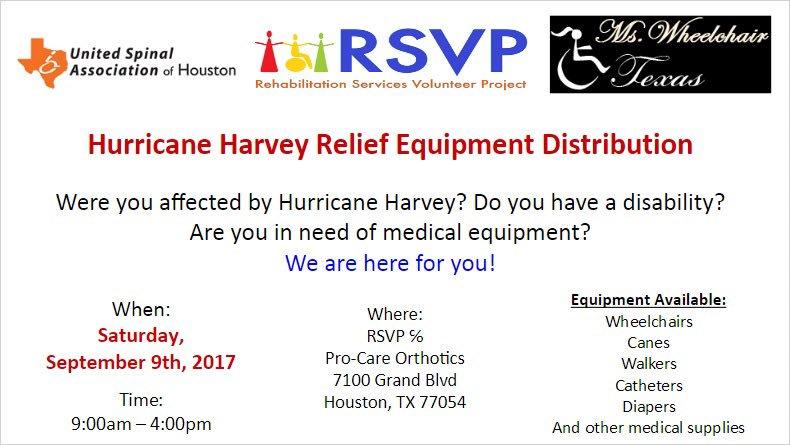 United Spinal
Association of Houston
RSVP
Rehabilitation Services Volunteer Project
Ms. Wheelchair
Texas
Hurricane Harvey Relief Equipment Distribution
Were you affected by Hurricane Harvey? Do you have a disability?
Are you in need of medical equipment?
We are here for you!
When:
Saturday,
September 9th, 2017
Time:
9:00am – 4:00pm
Where:
RSVP ℅
Pro-Care Orthotics
7100 Grand Blvd
Houston, TX 77054
Equipment Available:
Wheelchairs
Canes
Walkers
Catheters
Diapers
And other medical supplies